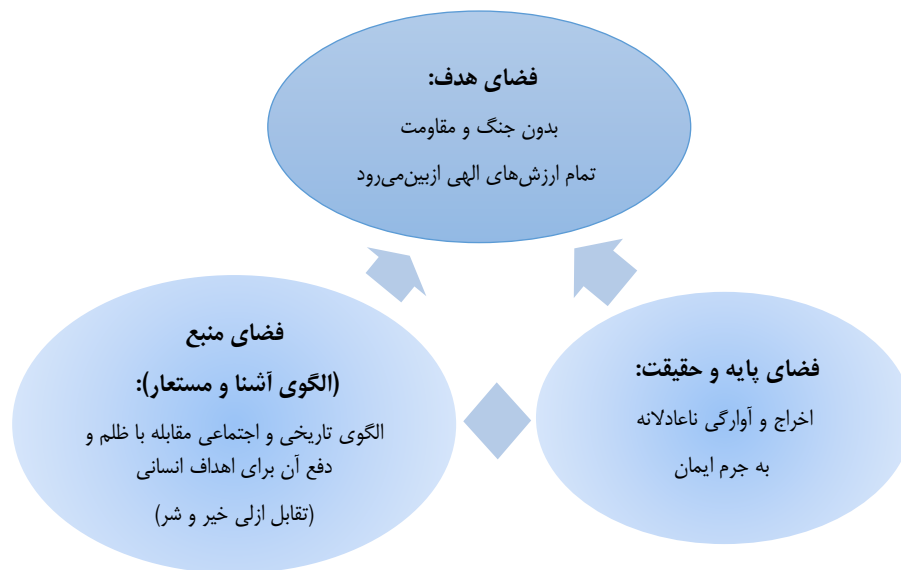 فضای هدف:
بدون جنگ و مقاومت
تمام ارزش‌های الهی ازبین‌می‌رود
فضای پایه و حقیقت:
اخراج و آوارگی ناعادلانه
به جرم ایمان
فضای منبع
(الگوی آشنا و مستعار):
الگوی تاریخی و اجتماعی مقابله با ظلم و
دفع آن برای اهداف انسانی
(تقابل ازلی خیر و شر)